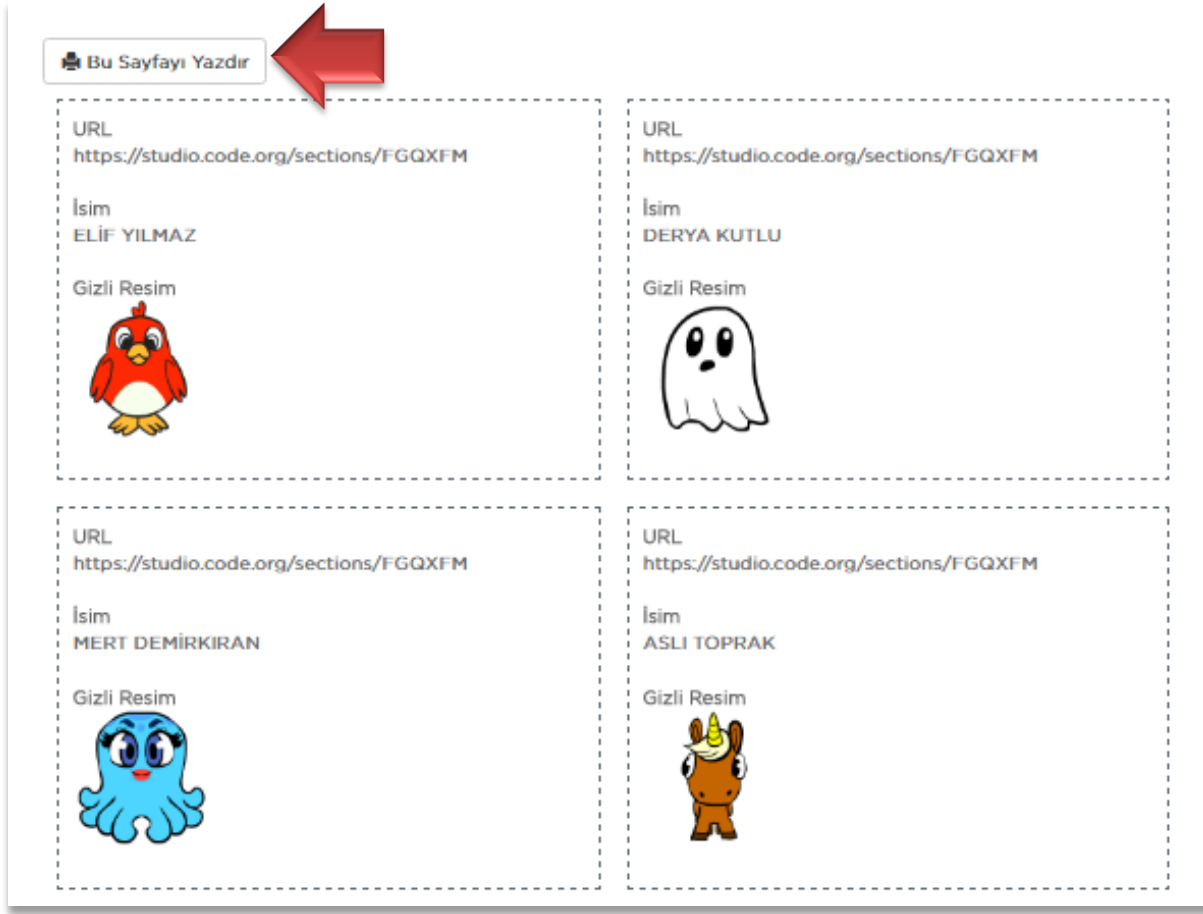 Bu Sayfayı Yazdır
URL
https://studio.code.org/sections/FGQXFM
İsim
ELİF YILMAZ
Gizli Resim
URL
https://studio.code.org/sections/FGQXFM
İsim
DERYA KUTLU
Gizli Resim
URL
https://studio.code.org/sections/FGQXFM
İsim
MERT DEMİRKIRAN
Gizli Resim
URL
https://studio.code.org/sections/FGQXFM
İsim
ASLI TOPRAK
Gizli Resim